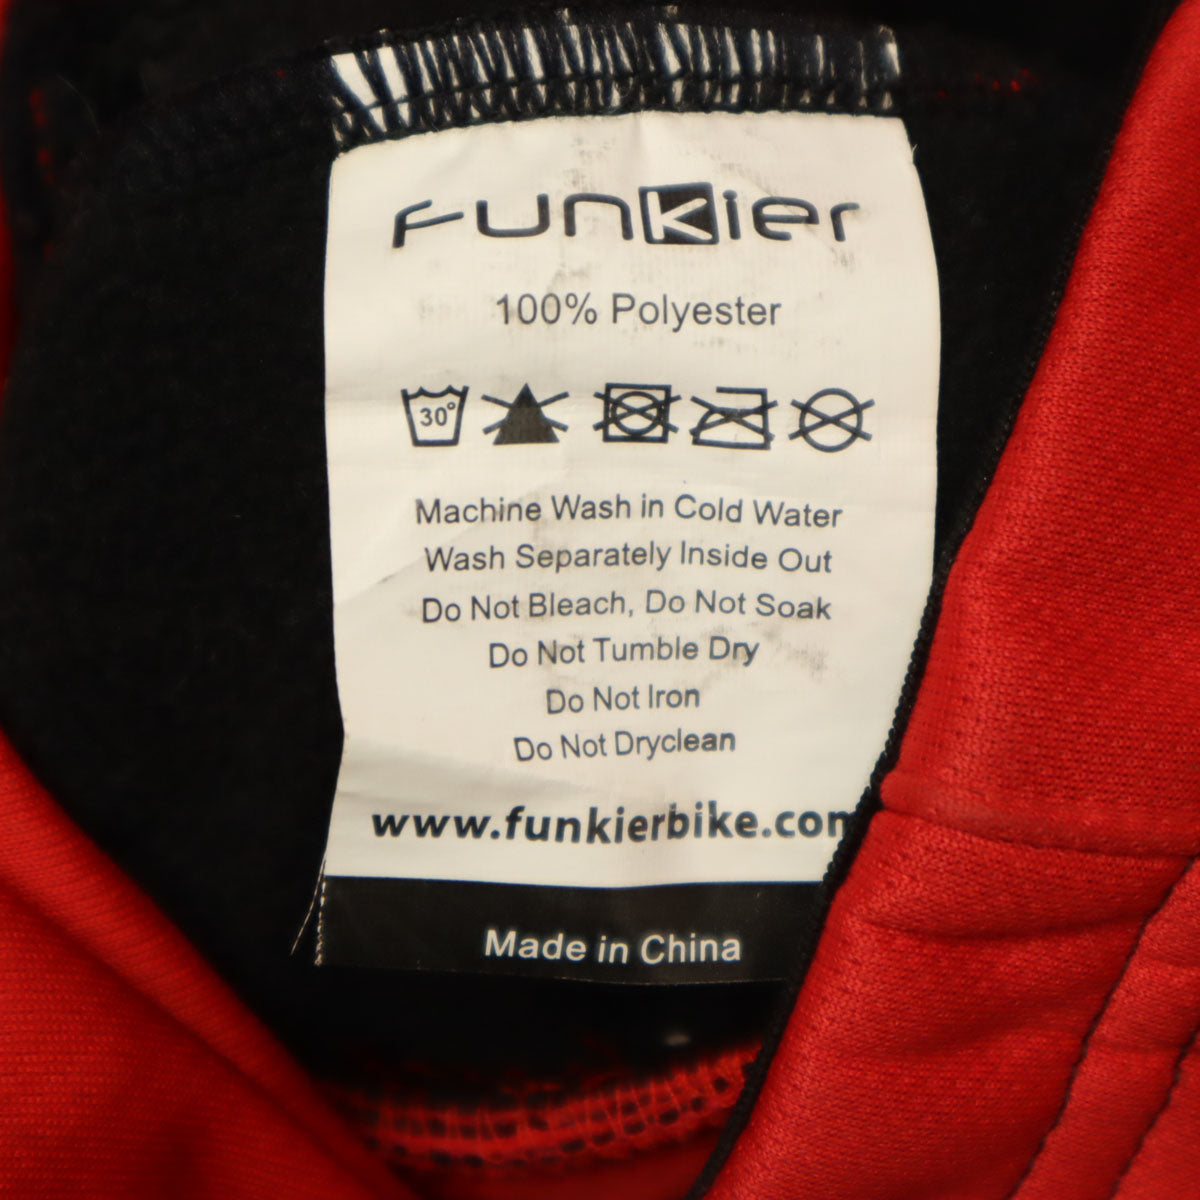 Funkier
100% Polyester
30°
Machine Wash in Cold Water
Wash Separately Inside Out
Do Not Bleach, Do Not Soak
Do Not Tumble Dry
Do Not Iron
Do Not Dryclean
www.funkierbike.com
Made in China